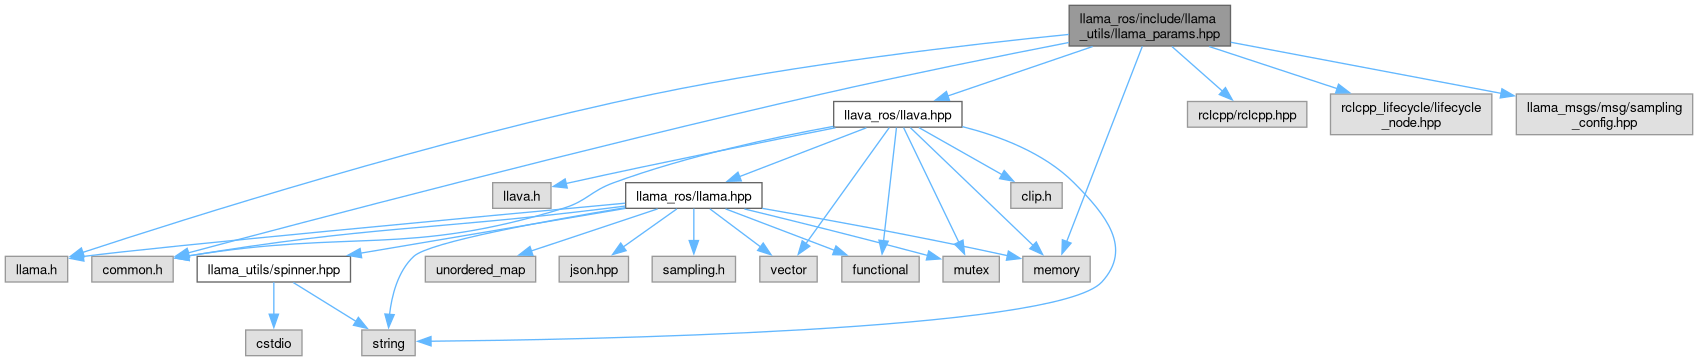 llama_ros/include/llama
_utils/llama_params.hpp
llava_ros/llava.hpp
rclcpp/rclcpp.hpp
rclcpp_lifecycle/lifecycle
_node.hpp
llama_msgs/msg/sampling
_config.hpp
llava.h
llama_ros/llama.hpp
clip.h
llama.h
common.h
llama_utils/spinner.hpp
unordered_map
json.hpp
sampling.h
vector
functional
mutex
memory
cstdio
string